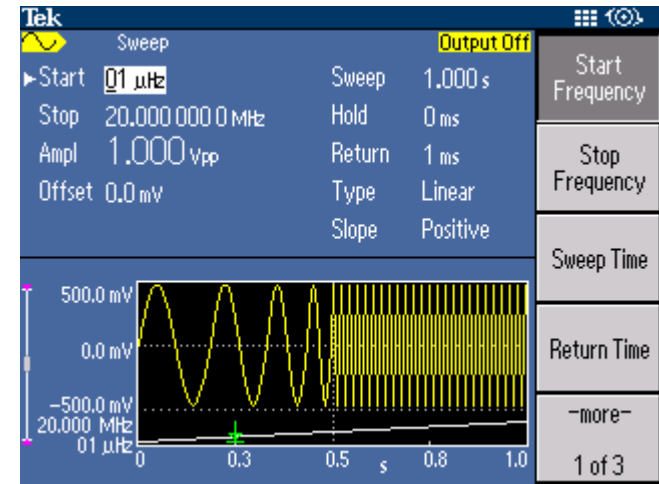 Tek
Sweep
Output Off
Start 01 µHz
Stop 20.000 000 0 MHz
Ampl 1.000 Vpp
Offset 0.0 mV
Sweep 1.000 s
Hold 0 ms
Return 1 ms
Type Linear
Slope Positive
500.0 mV
0.0 mV
-500.0 mV
20.000 MHz
01 µHz
0 0.3 0.5 s 0.8 1.0
Start
Frequency
Stop
Frequency
Sweep Time
Return Time
-more-
1 of 3